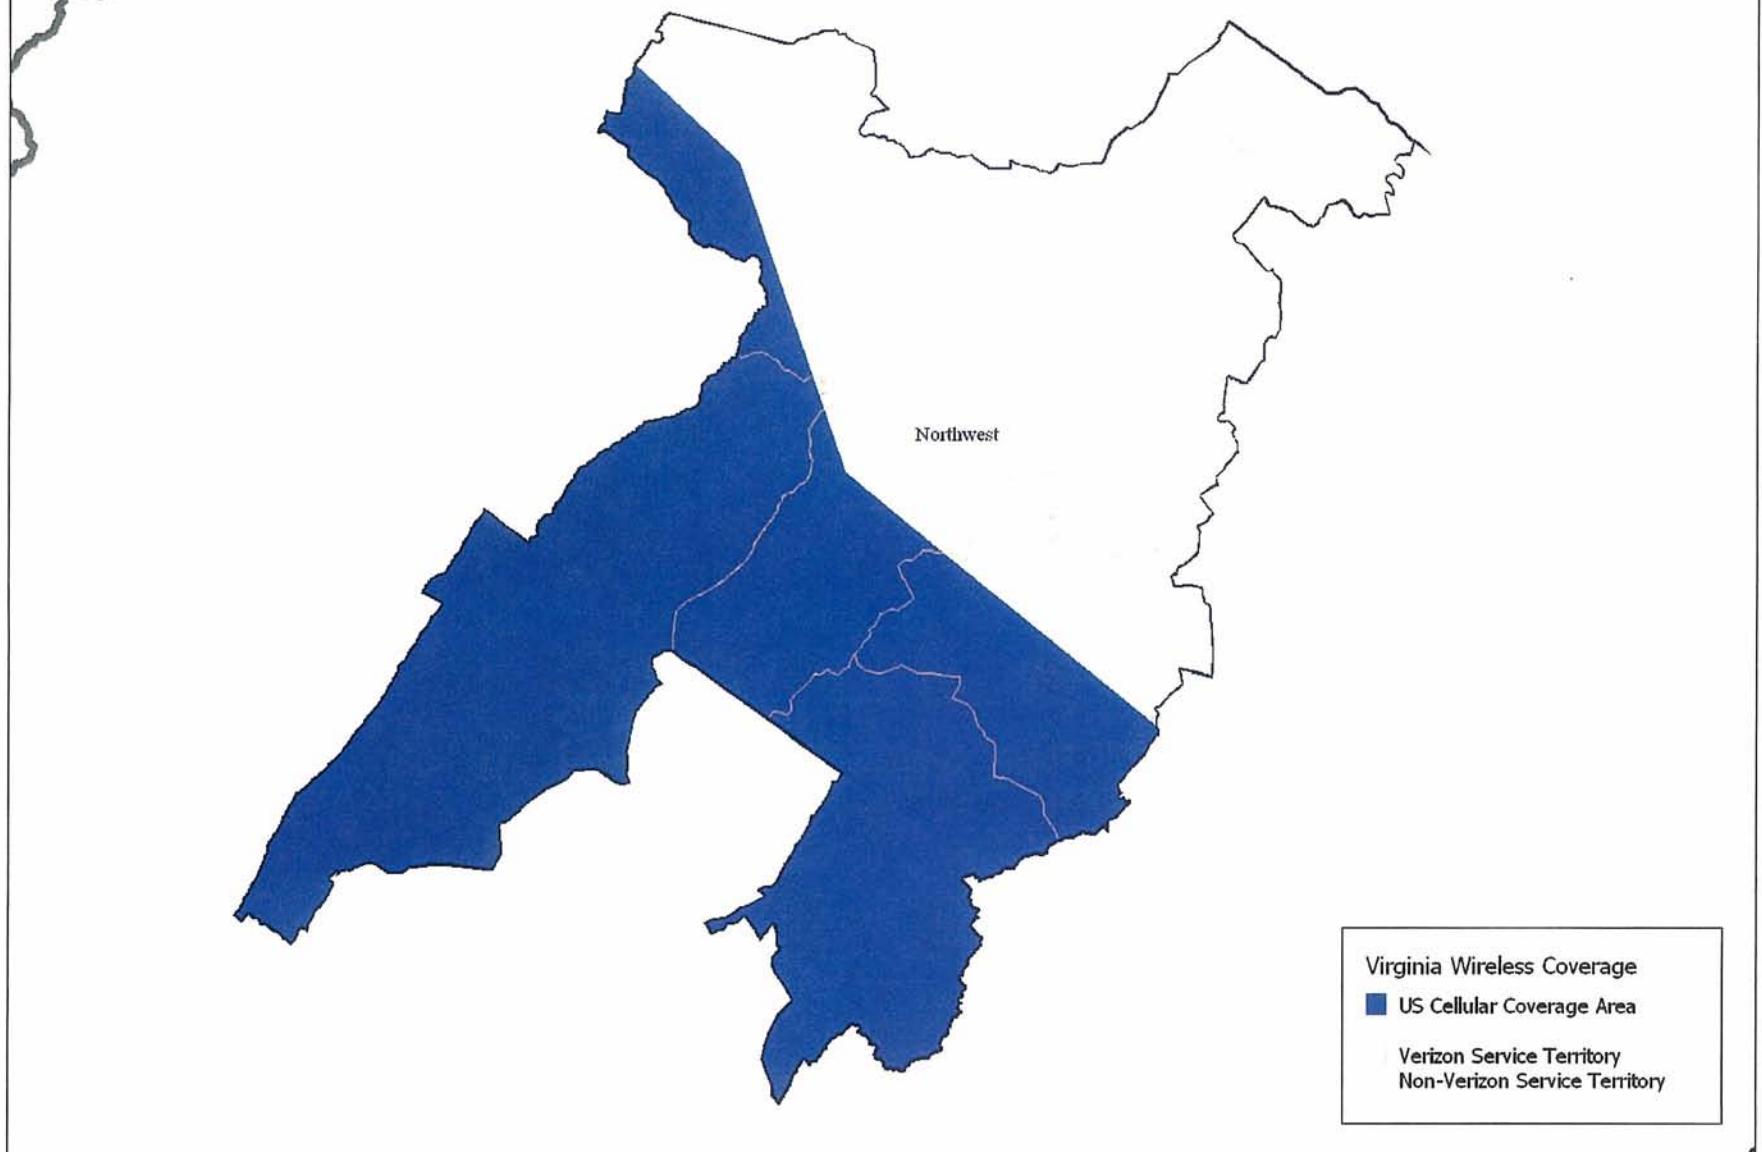 Northwest
Virginia Wireless Coverage
US Cellular Coverage Area
Verizon Service Territory
Non-Verizon Service Territory